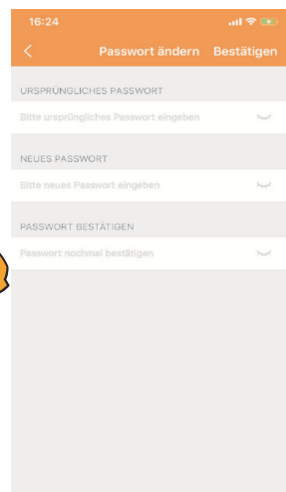 16:24
Passwort ändern Bestätigen
URSPRÜNGLICHES PASSWORT
Bitte ursprüngliches Passwort eingeben
NEUES PASSWORT
Bitte neues Passwort eingeben
PASSWORT BESTÄTIGEN
Passwort nochmal bestätigen